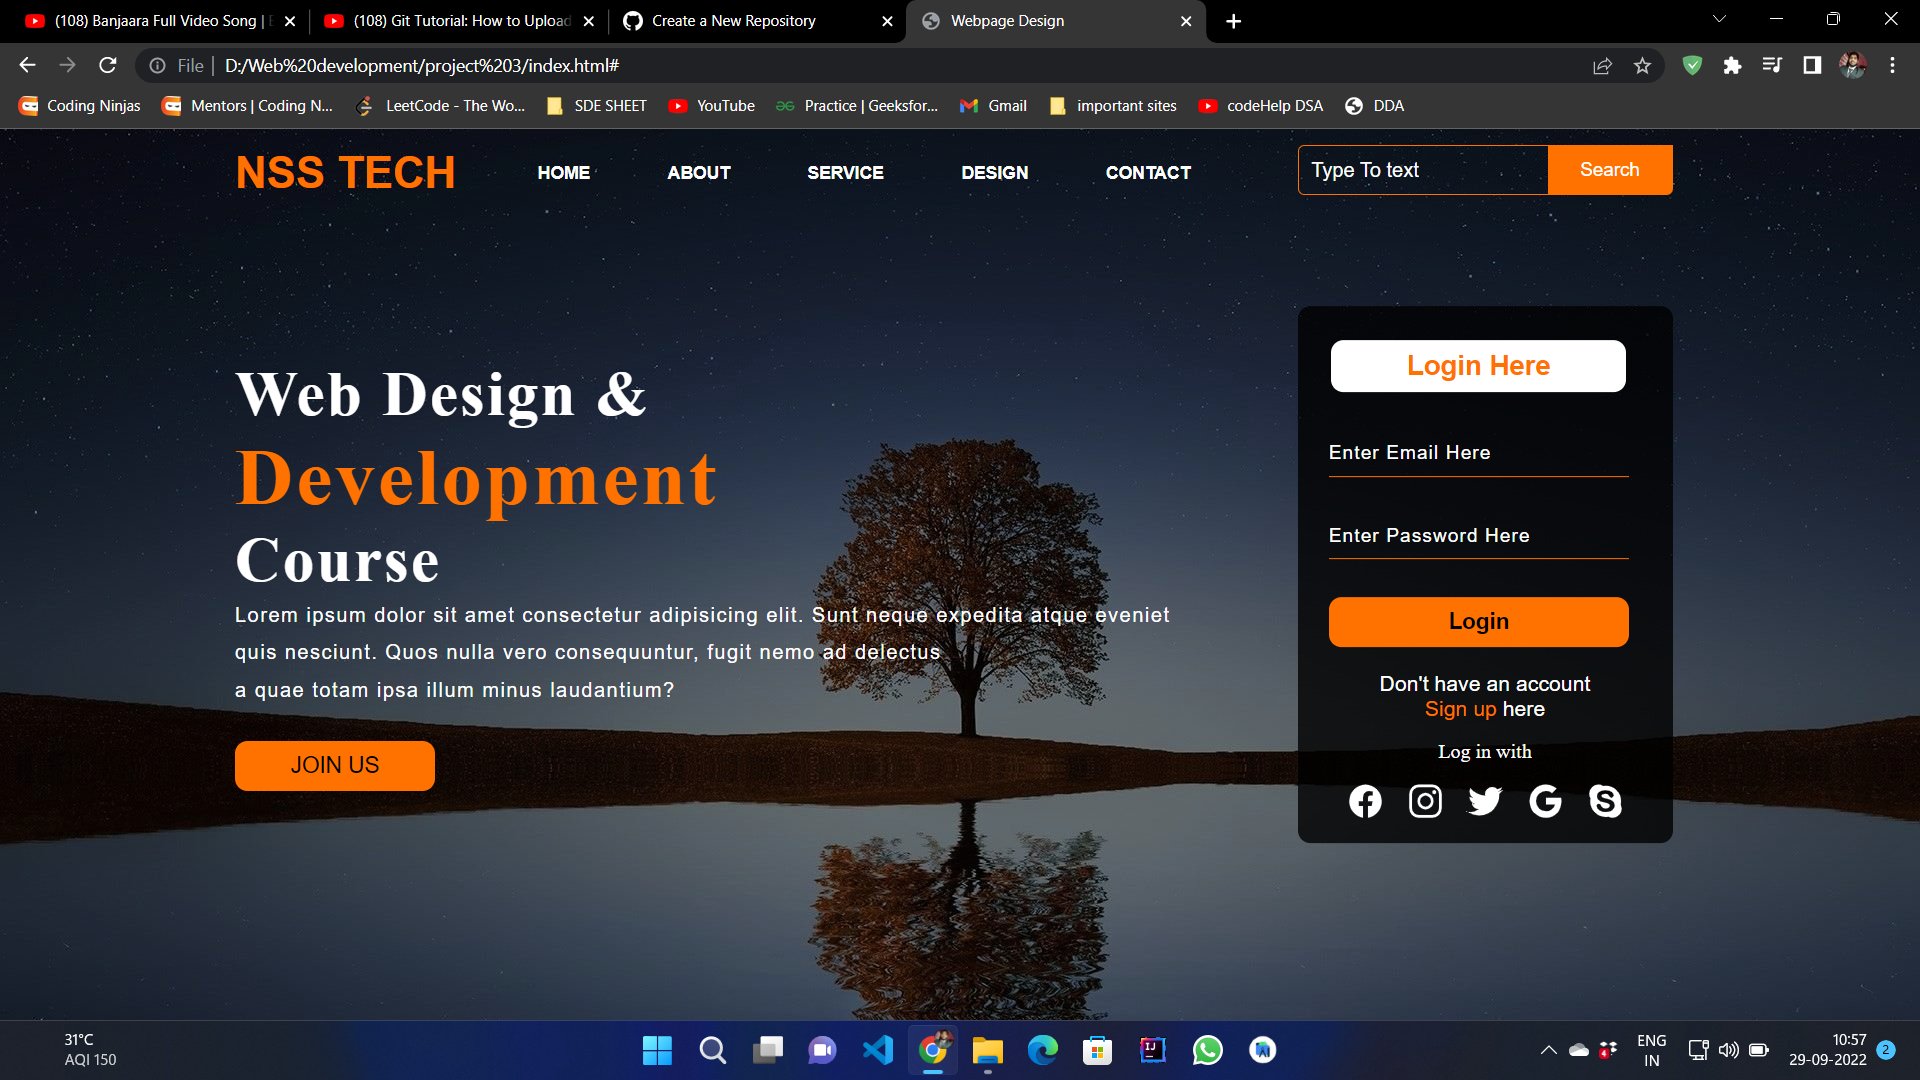 (108) Banjaara Full Video Song |
(108) Git Tutorial: How to Upload
Create a New Repository
Webpage Design
File | D:/Web%20development/project%203/index.html#
Coding Ninjas
Mentors | Coding N...
LeetCode - The Wo...
SDE SHEET
YouTube
Practice | Geeksfor...
Gmail
important sites
codeHelp DSA
DDA
NSS TECH
HOME
ABOUT
SERVICE
DESIGN
CONTACT
Type To text
Search
Web Design &
Development
Course
Lorem ipsum dolor sit amet consectetur adipisicing elit. Sunt neque expedita atque eveniet
quis nesciunt. Quos nulla vero consequuntur, fugit nemo ad delectus
a quae totam ipsa illum minus laudantium?
JOIN US
Login Here
Enter Email Here
Enter Password Here
Login
Don't have an account
Sign up here
Log in with
31°C
AQI 150
ENG
IN
10:57
29-09-2022
2